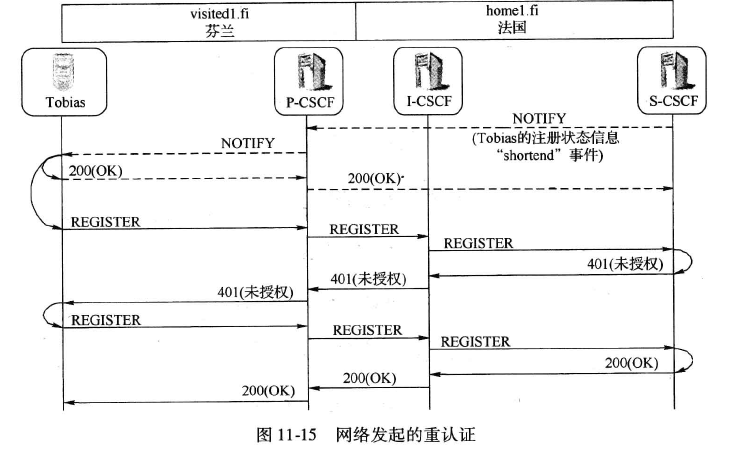 visited1.fi
芬兰
home1.fi
法国
Tobias
P-CSCF
I-CSCF
S-CSCF
NOTIFY
(Tobias的注册状态信息
“shortend”事件)
NOTIFY
200(OK)
200(OK)
REGISTER
REGISTER
REGISTER
401(未授权)
401(未授权)
401(未授权)
REGISTER
REGISTER
REGISTER
200(OK)
200(OK)
200(OK)
图 11-15 网络发起的重认证